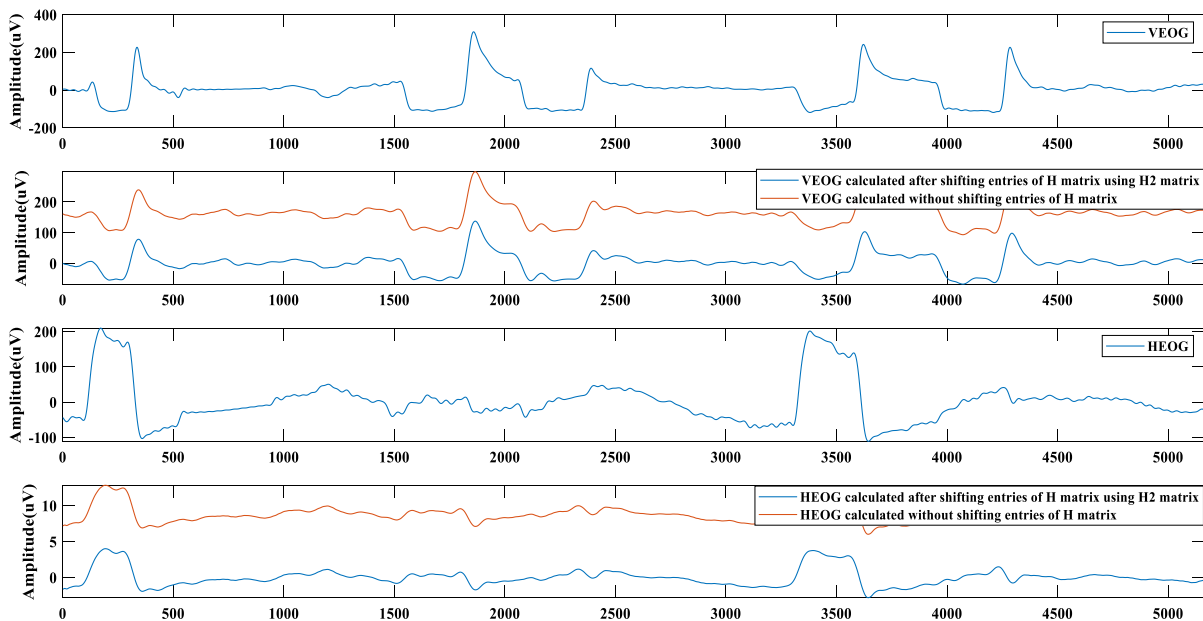 400
200
0
-200
Amplitude(uV)
VEOG
0 500 1000 1500 2000 2500 3000 3500 4000 4500 5000
200
100
0
Amplitude(uV)
VEOG calculated after shifting entries of H matrix using H2 matrix
VEOG calculated without shifting entries of H matrix
0 500 1000 1500 2000 2500 3000 3500 4000 4500 5000
200
100
0
-100
Amplitude(uV)
HEOG
0 500 1000 1500 2000 2500 3000 3500 4000 4500 5000
10
5
0
Amplitude(uV)
HEOG calculated after shifting entries of H matrix using H2 matrix
HEOG calculated without shifting entries of H matrix
0 500 1000 1500 2000 2500 3000 3500 4000 4500 5000